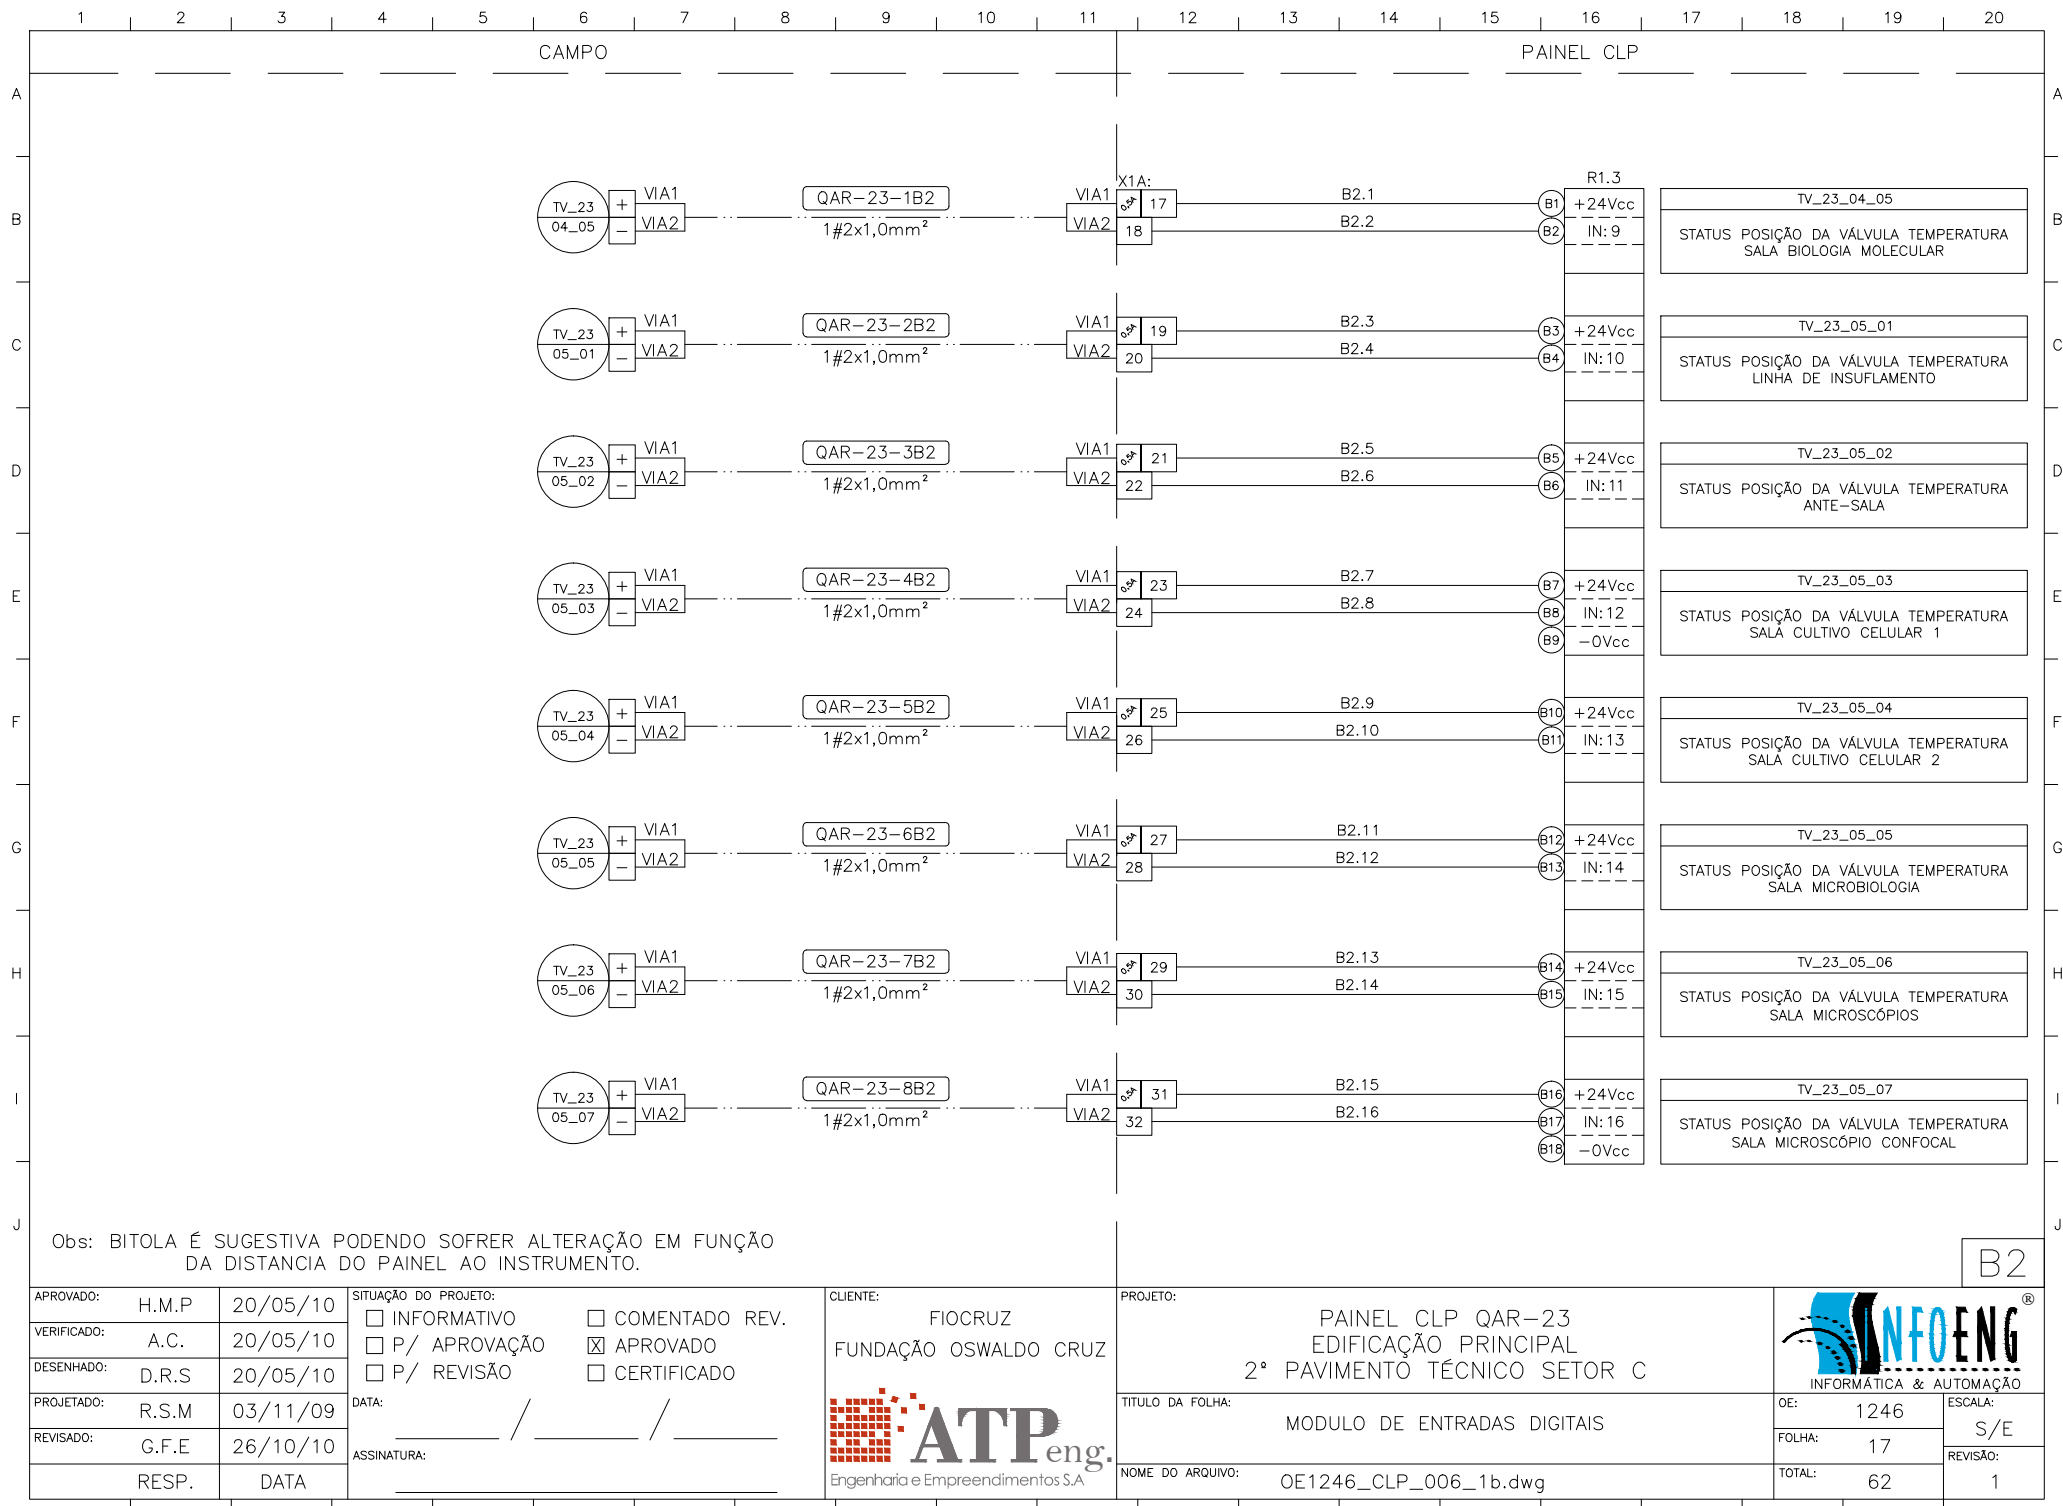 1 2 3 4 5 6 7 8 9 10 11 12 13 14 15 16 17 18 19 20
CAMPO PAINEL CLP
A A
X1A: R1.3
B B
TV_23 04_05 + − VIA1 VIA2 QAR-23-1B2 1#2x1,0mm² VIA1 VIA2 0,5A 17 18 B2.1 B2.2 B1 B2 +24Vcc IN:9
TV_23_04_05
STATUS POSIÇÃO DA VÁLVULA TEMPERATURA
SALA BIOLOGIA MOLECULAR
C C
TV_23 05_01 + − VIA1 VIA2 QAR-23-2B2 1#2x1,0mm² VIA1 VIA2 0,5A 19 20 B2.3 B2.4 B3 B4 +24Vcc IN:10
TV_23_05_01
STATUS POSIÇÃO DA VÁLVULA TEMPERATURA
LINHA DE INSUFLAMENTO
D D
TV_23 05_02 + − VIA1 VIA2 QAR-23-3B2 1#2x1,0mm² VIA1 VIA2 0,5A 21 22 B2.5 B2.6 B5 B6 +24Vcc IN:11
TV_23_05_02
STATUS POSIÇÃO DA VÁLVULA TEMPERATURA
ANTE-SALA
E E
TV_23 05_03 + − VIA1 VIA2 QAR-23-4B2 1#2x1,0mm² VIA1 VIA2 0,5A 23 24 B2.7 B2.8 B7 B8 B9 +24Vcc IN:12 -0Vcc
TV_23_05_03
STATUS POSIÇÃO DA VÁLVULA TEMPERATURA
SALA CULTIVO CELULAR 1
F F
TV_23 05_04 + − VIA1 VIA2 QAR-23-5B2 1#2x1,0mm² VIA1 VIA2 0,5A 25 26 B2.9 B2.10 B10 B11 +24Vcc IN:13
TV_23_05_04
STATUS POSIÇÃO DA VÁLVULA TEMPERATURA
SALA CULTIVO CELULAR 2
G G
TV_23 05_05 + − VIA1 VIA2 QAR-23-6B2 1#2x1,0mm² VIA1 VIA2 0,5A 27 28 B2.11 B2.12 B12 B13 +24Vcc IN:14
TV_23_05_05
STATUS POSIÇÃO DA VÁLVULA TEMPERATURA
SALA MICROBIOLOGIA
H H
TV_23 05_06 + − VIA1 VIA2 QAR-23-7B2 1#2x1,0mm² VIA1 VIA2 0,5A 29 30 B2.13 B2.14 B14 B15 +24Vcc IN:15
TV_23_05_06
STATUS POSIÇÃO DA VÁLVULA TEMPERATURA
SALA MICROSCÓPIOS
I I
TV_23 05_07 + − VIA1 VIA2 QAR-23-8B2 1#2x1,0mm² VIA1 VIA2 0,5A 31 32 B2.15 B2.16 B16 B17 B18 +24Vcc IN:16 -0Vcc
TV_23_05_07
STATUS POSIÇÃO DA VÁLVULA TEMPERATURA
SALA MICROSCÓPIO CONFOCAL
J J
Obs: BITOLA É SUGESTIVA PODENDO SOFRER ALTERAÇÃO EM FUNÇÃO
DA DISTANCIA DO PAINEL AO INSTRUMENTO.
B2
APROVADO: H.M.P 20/05/10
VERIFICADO: A.C. 20/05/10
DESENHADO: D.R.S 20/05/10
PROJETADO: R.S.M 03/11/09
REVISADO: G.F.E 26/10/10
RESP. DATA
SITUAÇÃO DO PROJETO:
INFORMATIVO COMENTADO REV.
P/ APROVAÇÃO X APROVADO
P/ REVISÃO CERTIFICADO
DATA: / /
ASSINATURA:
CLIENTE:
FIOCRUZ
FUNDAÇÃO OSWALDO CRUZ
ATPeng.
Engenharia e Empreendimentos S.A
PROJETO:
PAINEL CLP QAR-23
EDIFICAÇÃO PRINCIPAL
2º PAVIMENTO TÉCNICO SETOR C
TITULO DA FOLHA:
MODULO DE ENTRADAS DIGITAIS
NOME DO ARQUIVO: OE1246_CLP_006_1b.dwg
INFOENG ®
INFORMÁTICA & AUTOMAÇÃO
OE: 1246
FOLHA: 17
TOTAL: 62
ESCALA:
S/E
REVISÃO:
1